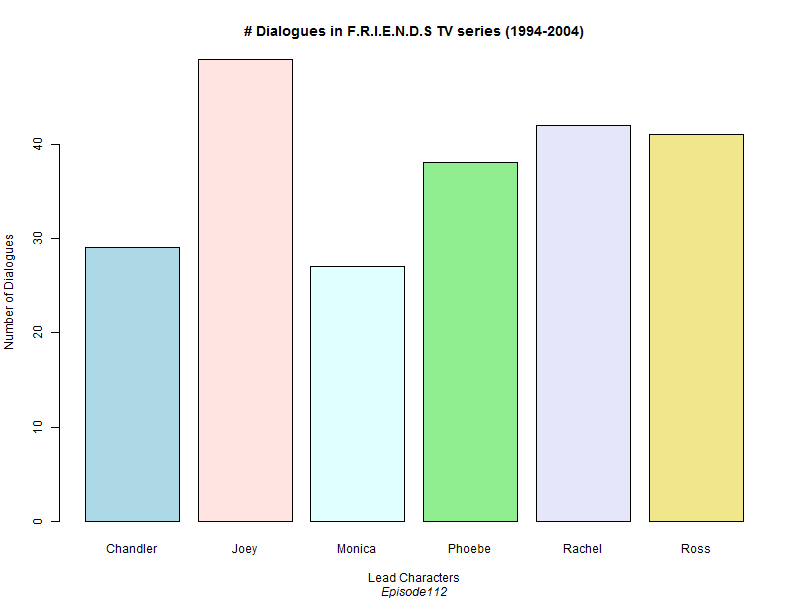 # Dialogues in F.R.I.E.N.D.S TV series (1994-2004)
Number of Dialogues
40
30
20
10
0
Chandler Joey Monica Phoebe Rachel Ross
Lead Characters
Episode112